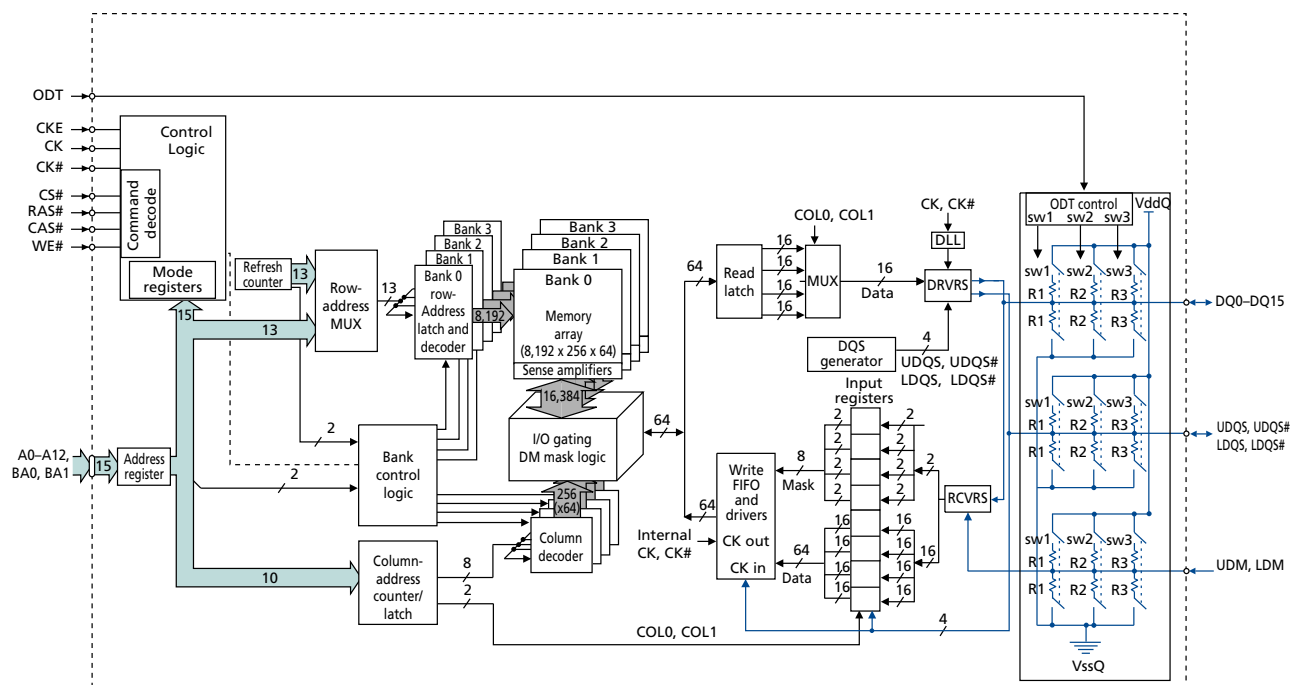 ODT
CKE
CK
CK#
CS#
RAS#
CAS#
WE#
Control
Logic
Command
decode
Mode
registers
15
Refresh
counter
13
13
Row-
address
MUX
13
Bank 3
Bank 2
Bank 1
Bank 0
row-
Address
latch and
decoder
8,192
Bank 3
Bank 2
Bank 1
Bank 0
Memory
array
(8,192 x 256 x 64)
Sense amplifiers
16,384
I/O gating
DM mask logic
64
2
2
Bank
control
logic
A0–A12,
BA0, BA1
15
Address
register
256
(x64)
Column
decoder
10
Column-
address
counter/
latch
8
2
COL0, COL1
64
Read
latch
16
16
16
16
COL0, COL1
MUX
16
Data
CK, CK#
DLL
DRVRS
DQS
generator
4
UDQS, UDQS#
LDQS, LDQS#
Input
registers
64
Write
FIFO
and
drivers
CK out
CK in
Internal
CK, CK#
8
Mask
64
Data
2
2
2
2
16
16
16
16
2
2
2
2
16
16
16
16
2
16
RCVRS
4
ODT control
sw1 sw2 sw3
VddQ
sw1 sw2 sw3
R1 R2 R3
R1 R2 R3
sw1 sw2 sw3
R1 R2 R3
R1 R2 R3
sw1 sw2 sw3
R1 R2 R3
R1 R2 R3
VssQ
DQ0–DQ15
UDQS, UDQS#
LDQS, LDQS#
UDM, LDM